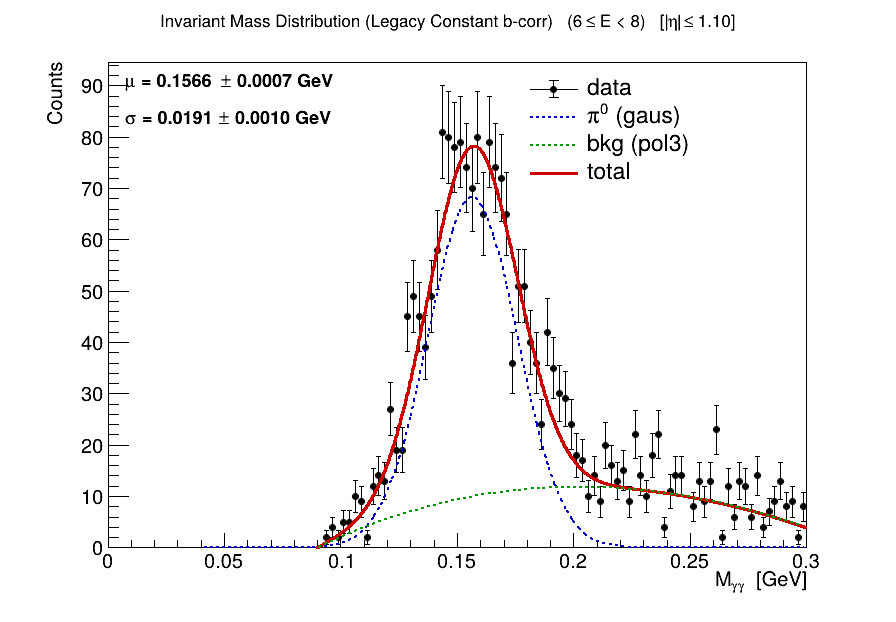 Invariant Mass Distribution (Legacy Constant b-corr) (6 ≤ E < 8) [|η| ≤ 1.10]
Counts
μ = 0.1566 ± 0.0007 GeV
σ = 0.0191 ± 0.0010 GeV
data
π⁰ (gaus)
bkg (pol3)
total
90
80
70
60
50
40
30
20
10
0
0 0.05 0.1 0.15 0.2 0.25 0.3
Mγγ [GeV]